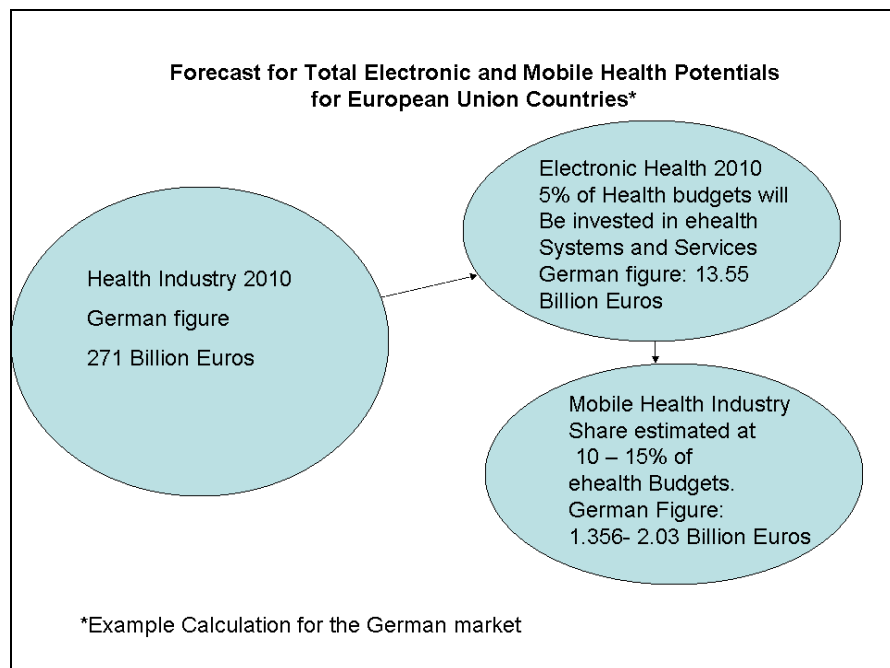 Forecast for Total Electronic and Mobile Health Potentials
for European Union Countries*
Health Industry 2010
German figure
271 Billion Euros
Electronic Health 2010
5% of Health budgets will
Be invested in ehealth
Systems and Services
German figure: 13.55
Billion Euros
Mobile Health Industry
Share estimated at
10 – 15% of
ehealth Budgets.
German Figure:
1.356- 2.03 Billion Euros
*Example Calculation for the German market